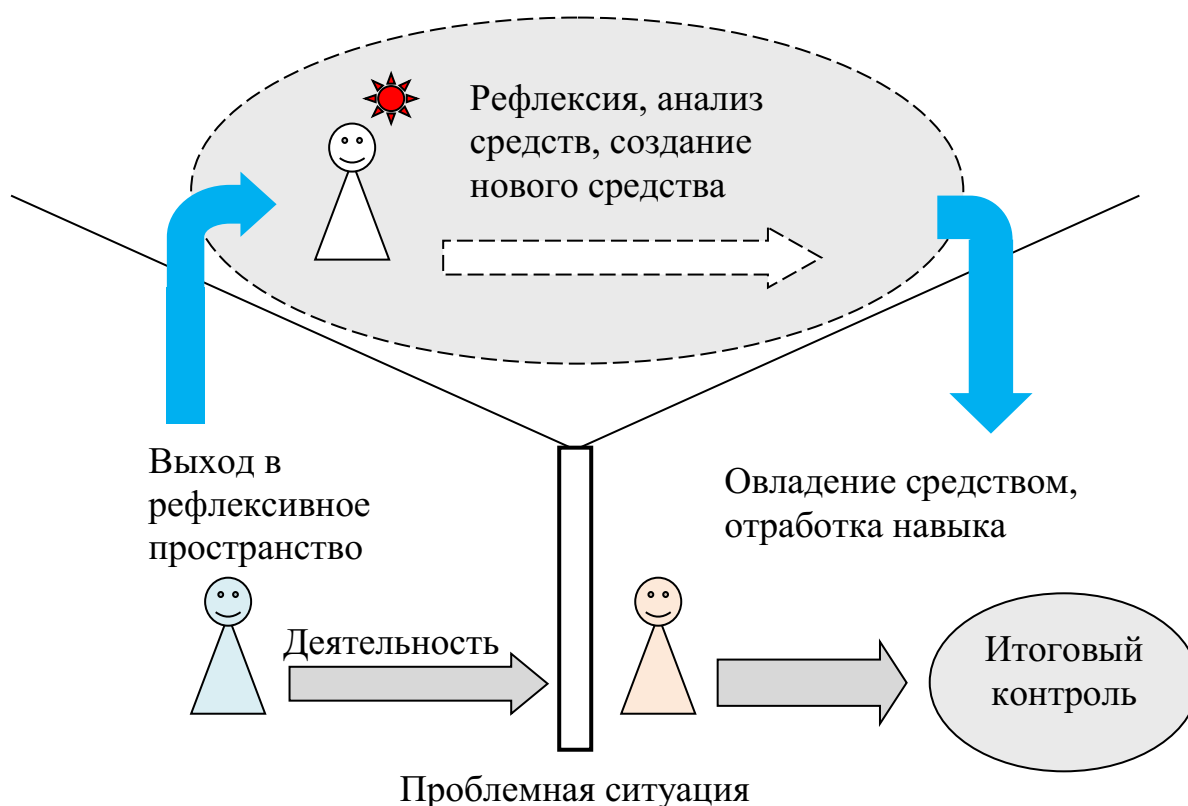 Рефлексия, анализ
средств, создание
нового средства
Выход в
рефлексивное
пространство
Овладение средством,
отработка навыка
Деятельность
Итоговый
контроль
Проблемная ситуация